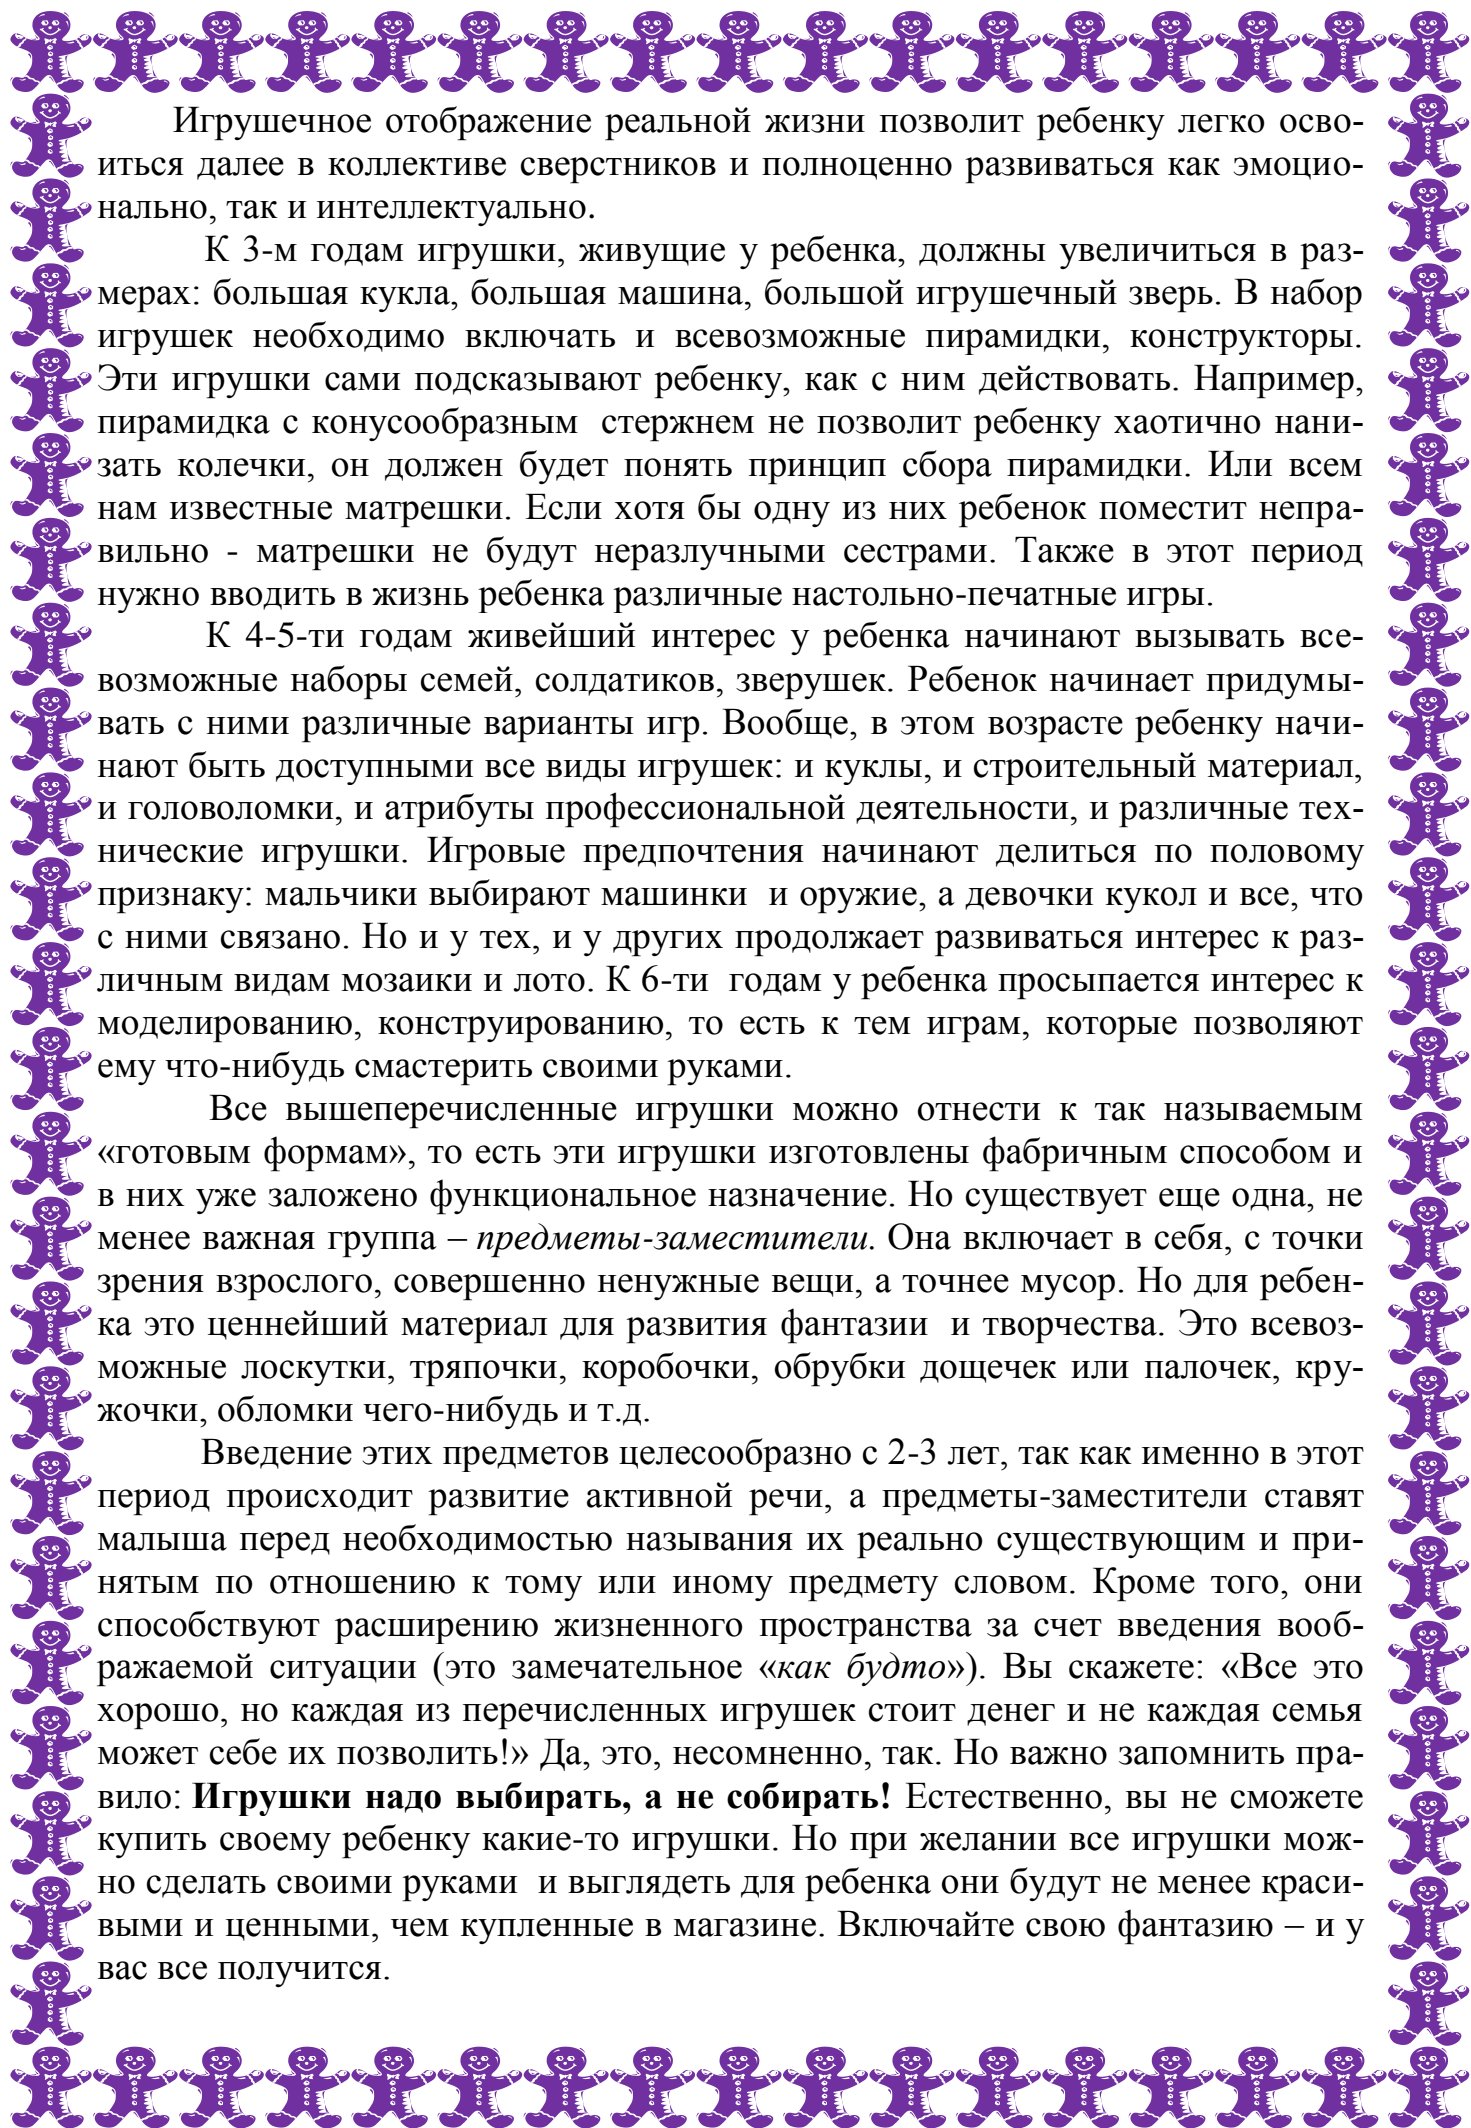 Игрушечное отображение реальной жизни позволит ребенку легко осво-
иться далее в коллективе сверстников и полноценно развиваться как эмоцио-
нально, так и интеллектуально.
К 3-м годам игрушки, живущие у ребенка, должны увеличиться в раз-
мерах: большая кукла, большая машина, большой игрушечный зверь. В набор
игрушек необходимо включать и всевозможные пирамидки, конструкторы.
Эти игрушки сами подсказывают ребенку, как с ним действовать. Например,
пирамидка с конусообразным  стержнем не позволит ребенку хаотично нани-
зать колечки, он должен будет понять принцип сбора пирамидки. Или всем
нам известные матрешки. Если хотя бы одну из них ребенок поместит непра-
вильно - матрешки не будут неразлучными сестрами. Также в этот период
нужно вводить в жизнь ребенка различные настольно-печатные игры.
К 4-5-ти годам живейший интерес у ребенка начинают вызывать все-
возможные наборы семей, солдатиков, зверушек. Ребенок начинает придумы-
вать с ними различные варианты игр. Вообще, в этом возрасте ребенку начи-
нают быть доступными все виды игрушек: и куклы, и строительный материал,
и головоломки, и атрибуты профессиональной деятельности, и различные тех-
нические игрушки. Игровые предпочтения начинают делиться по половому
признаку: мальчики выбирают машинки  и оружие, а девочки кукол и все, что
с ними связано. Но и у тех, и у других продолжает развиваться интерес к раз-
личным видам мозаики и лото. К 6-ти  годам у ребенка просыпается интерес к
моделированию, конструированию, то есть к тем играм, которые позволяют
ему что-нибудь смастерить своими руками.
Все вышеперечисленные игрушки можно отнести к так называемым
«готовым формам», то есть эти игрушки изготовлены фабричным способом и
в них уже заложено функциональное назначение. Но существует еще одна, не
менее важная группа – предметы-заместители. Она включает в себя, с точки
зрения взрослого, совершенно ненужные вещи, а точнее мусор. Но для ребен-
ка это ценнейший материал для развития фантазии  и творчества. Это всевоз-
можные лоскутки, тряпочки, коробочки, обрубки дощечек или палочек, кру-
жочки, обломки чего-нибудь и т.д.
Введение этих предметов целесообразно с 2-3 лет, так как именно в этот
период происходит развитие активной речи, а предметы-заместители ставят
малыша перед необходимостью называния их реально существующим и при-
нятым по отношению к тому или иному предмету словом. Кроме того, они
способствуют расширению жизненного пространства за счет введения вооб-
ражаемой ситуации (это замечательное «как будто»). Вы скажете: «Все это
хорошо, но каждая из перечисленных игрушек стоит денег и не каждая семья
может себе их позволить!» Да, это, несомненно, так. Но важно запомнить пра-
вило: Игрушки надо выбирать, а не собирать! Естественно, вы не сможете
купить своему ребенку какие-то игрушки. Но при желании все игрушки мож-
но сделать своими руками  и выглядеть для ребенка они будут не менее краси-
выми и ценными, чем купленные в магазине. Включайте свою фантазию – и у
вас все получится.